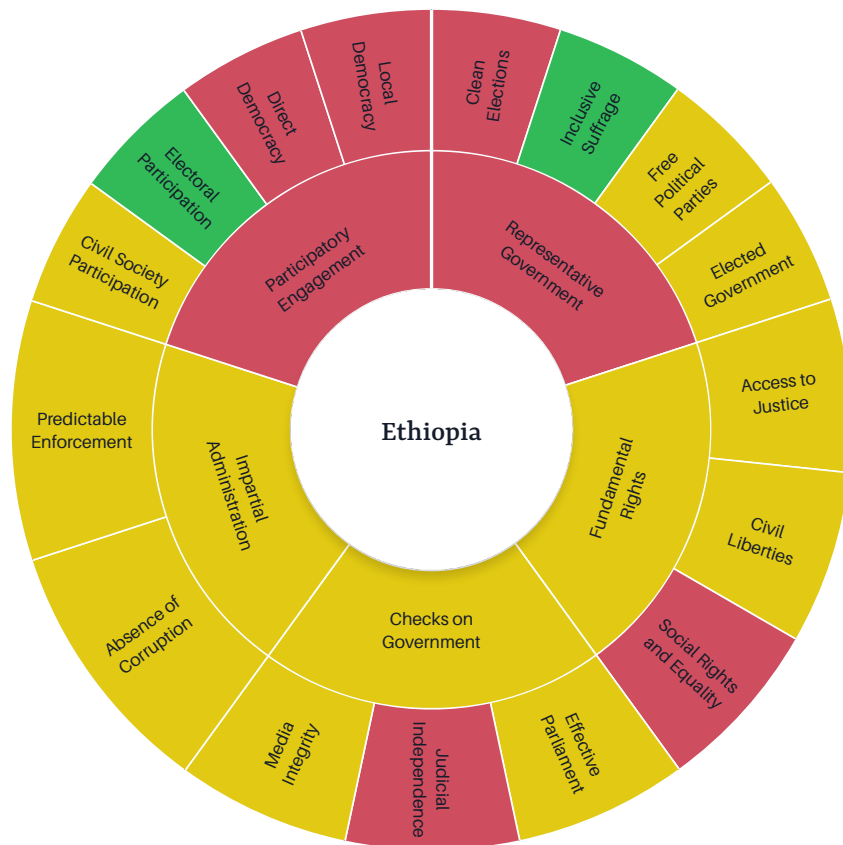 Ethiopia
Representative
Government
Clean
Elections
Inclusive
Suffrage
Free
Political
Parties
Elected
Government
Fundamental
Rights
Access to
Justice
Civil
Liberties
Social Rights
and Equality
Checks on
Government
Effective
Parliament
Judicial
Independence
Media
Integrity
Impartial
Administration
Absence of
Corruption
Predictable
Enforcement
Participatory
Engagement
Civil Society
Participation
Electoral
Participation
Direct
Democracy
Local
Democracy